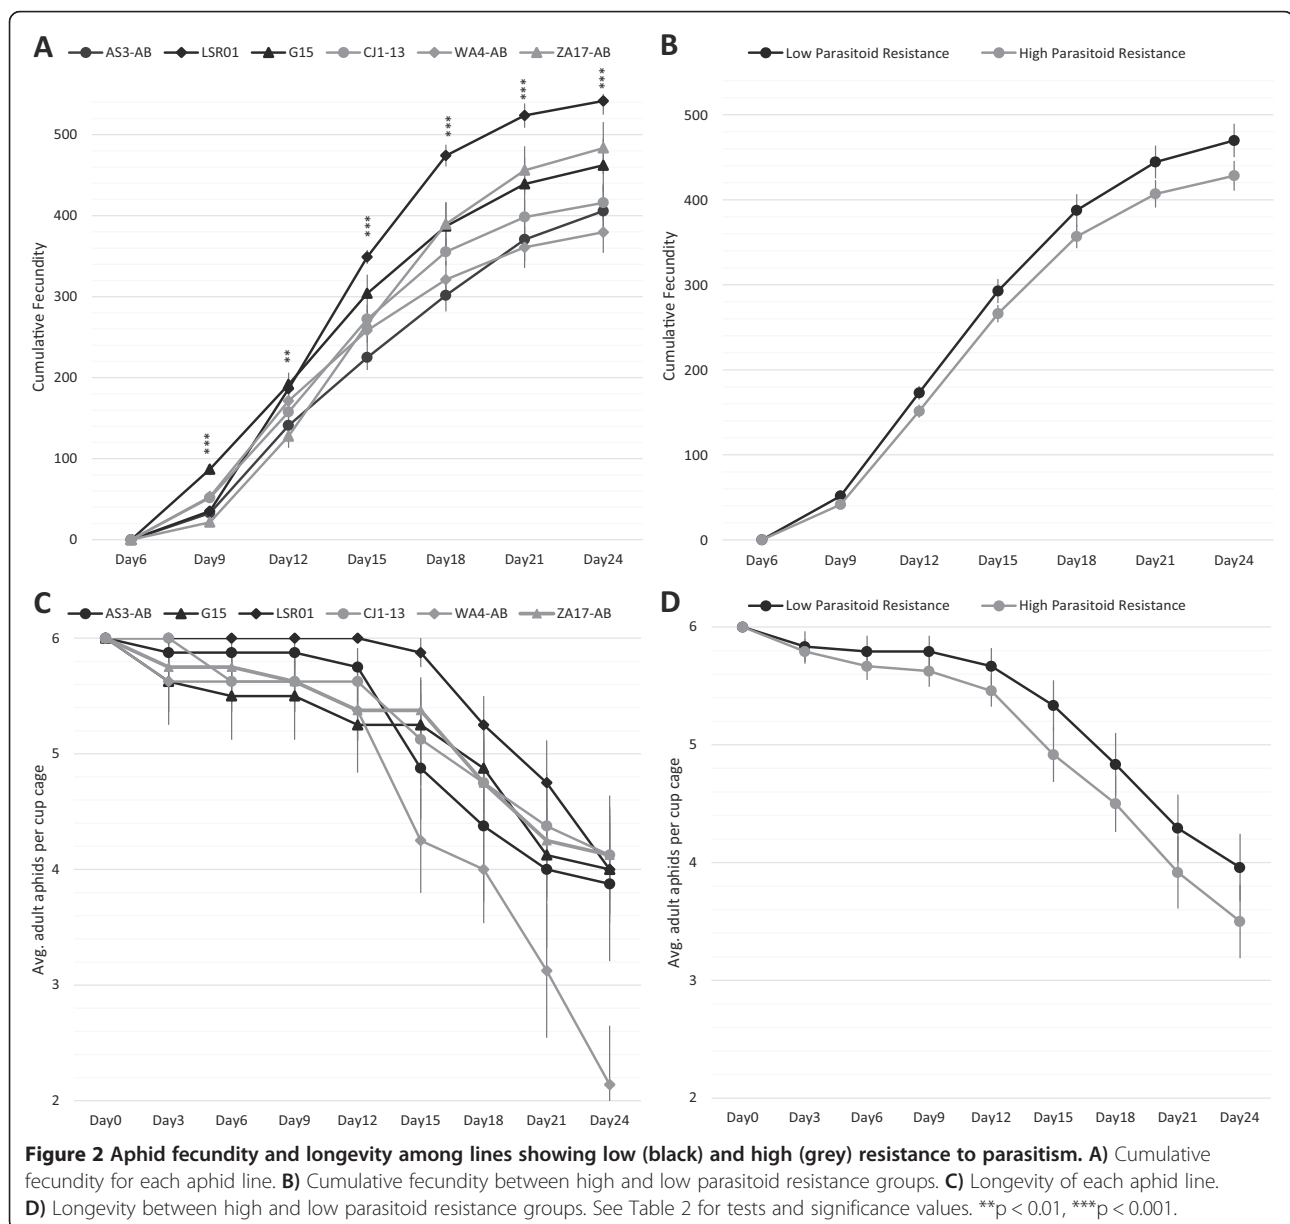 A
AS3-AB LSR01 G15 CJ1-13 WA4-AB ZA17-AB
Cumulative Fecundity
500
400
300
200
100
0
*** ** *** *** *** ***
Day6 Day9 Day12 Day15 Day18 Day21 Day24
B
Low Parasitoid Resistance High Parasitoid Resistance
Cumulative Fecundity
500
400
300
200
100
0
Day6 Day9 Day12 Day15 Day18 Day21 Day24
C
AS3-AB G15 LSR01 CJ1-13 WA4-AB ZA17-AB
Avg. adult aphids per cup cage
6
5
4
3
2
Day0 Day3 Day6 Day9 Day12 Day15 Day18 Day21 Day24
D
Low Parasitoid Resistance High Parasitoid Resistance
Avg. adult aphids per cup cage
6
5
4
3
2
Day0 Day3 Day6 Day9 Day12 Day15 Day18 Day21 Day24
Figure 2 Aphid fecundity and longevity among lines showing low (black) and high (grey) resistance to parasitism. A) Cumulative
fecundity for each aphid line. B) Cumulative fecundity between high and low parasitoid resistance groups. C) Longevity of each aphid line.
D) Longevity between high and low parasitoid resistance groups. See Table 2 for tests and significance values. **p < 0.01, ***p < 0.001.